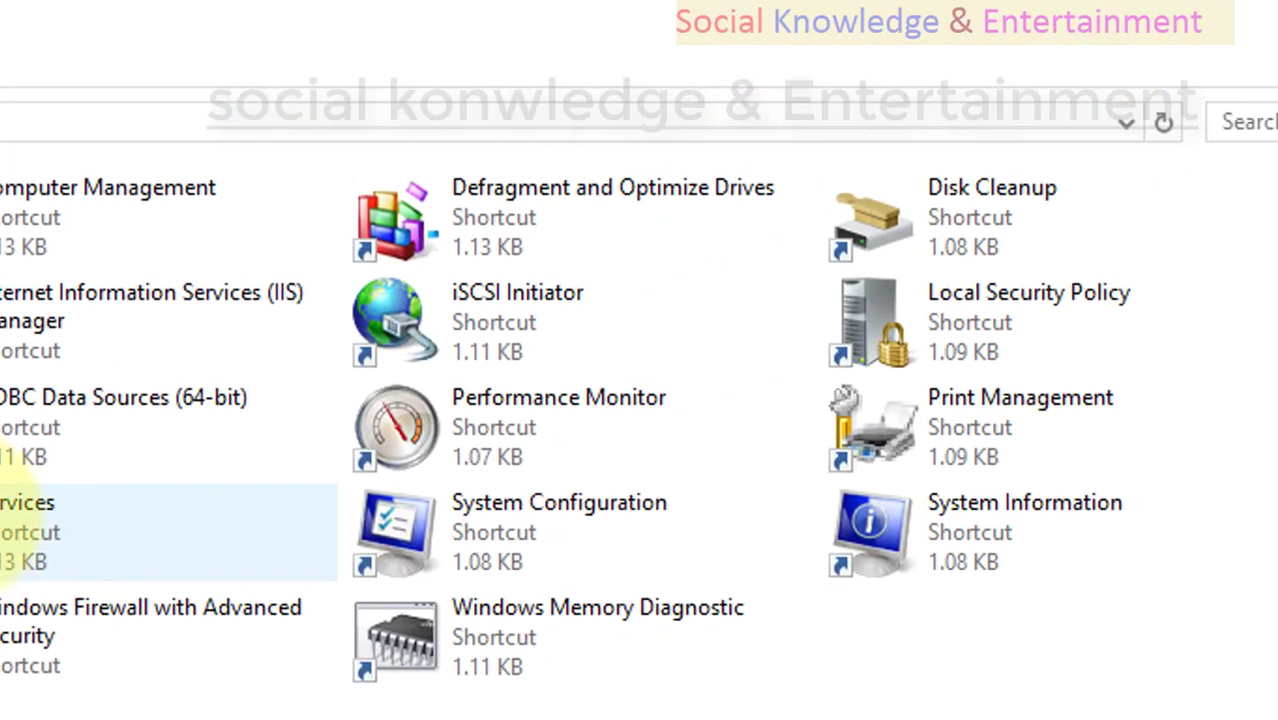 Social Knowledge & Entertainment
social konwledge & Entertainment
Search
omputer Management
ortcut
13 KB
Defragment and Optimize Drives
Shortcut
1.13 KB
Disk Cleanup
Shortcut
1.08 KB
ternet Information Services (IIS)
anager
ortcut
iSCSI Initiator
Shortcut
1.11 KB
Local Security Policy
Shortcut
1.09 KB
DBC Data Sources (64-bit)
ortcut
11 KB
Performance Monitor
Shortcut
1.07 KB
Print Management
Shortcut
1.09 KB
rvices
ortcut
13 KB
System Configuration
Shortcut
1.08 KB
System Information
Shortcut
1.08 KB
indows Firewall with Advanced
curity
ortcut
Windows Memory Diagnostic
Shortcut
1.11 KB